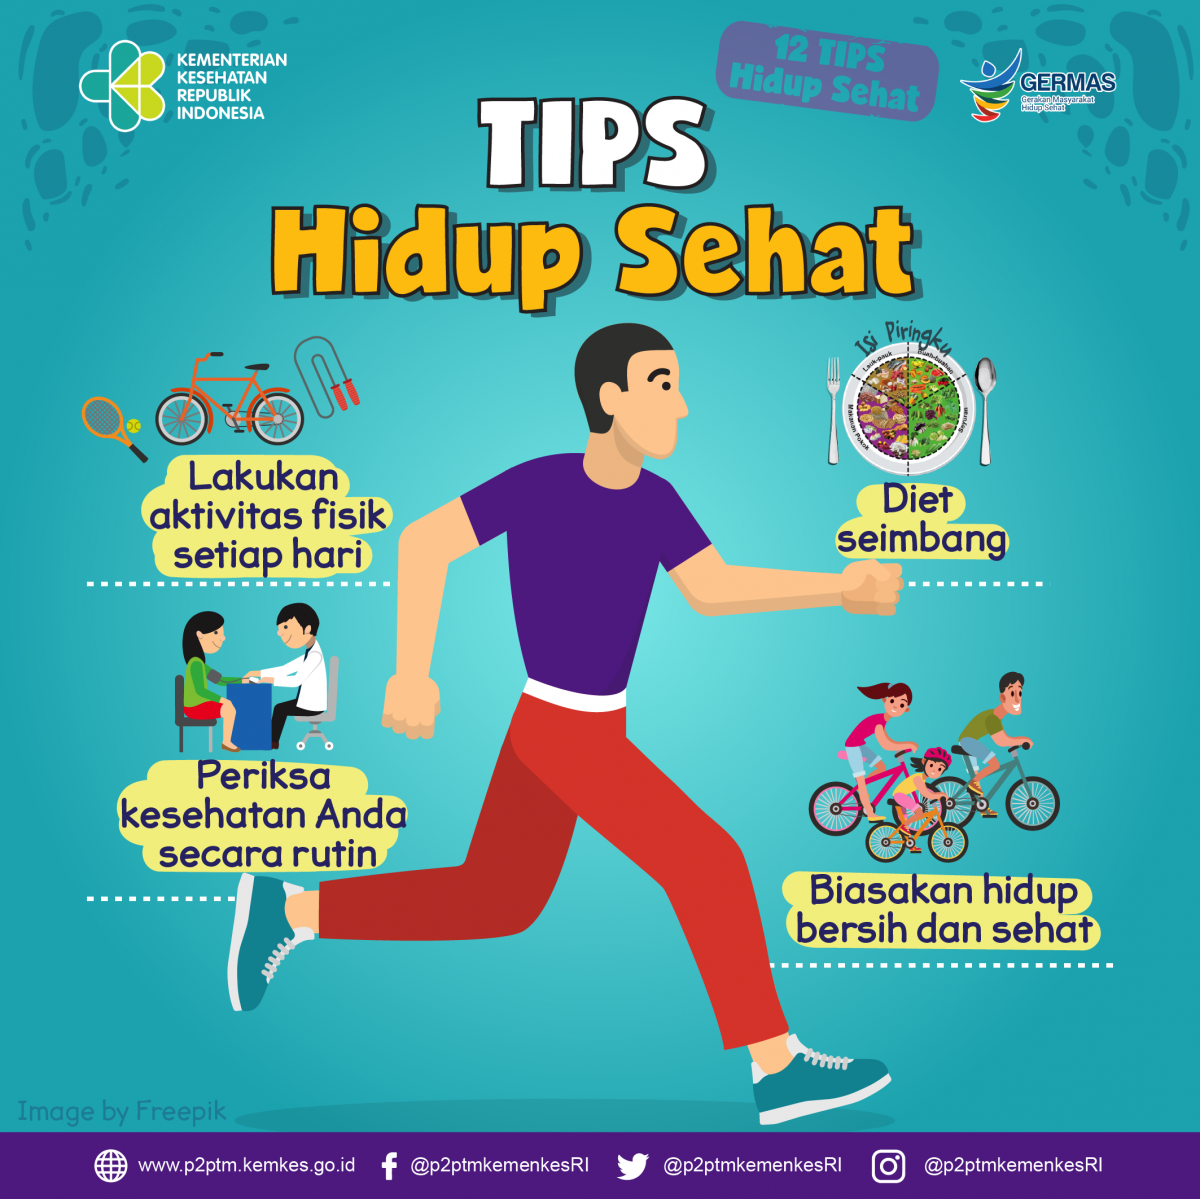 KEMENTERIAN
KESEHATAN
REPUBLIK
INDONESIA
12 TIPS
Hidup Sehat
GERMAS
Gerakan Masyarakat
Hidup Sehat
TIPS
Hidup Sehat
Isi Piringku
Lauk-pauk
Buah-buahan
Makanan Pokok
Sayuran
Lakukan
aktivitas fisik
setiap hari
Diet
seimbang
Periksa
kesehatan Anda
secara rutin
Biasakan hidup
bersih dan sehat
Image by Freepik
www.p2ptm.kemkes.go.id
@p2ptmkemenkesRI
@p2ptmkemenkesRI
@p2ptmkemenkesRI